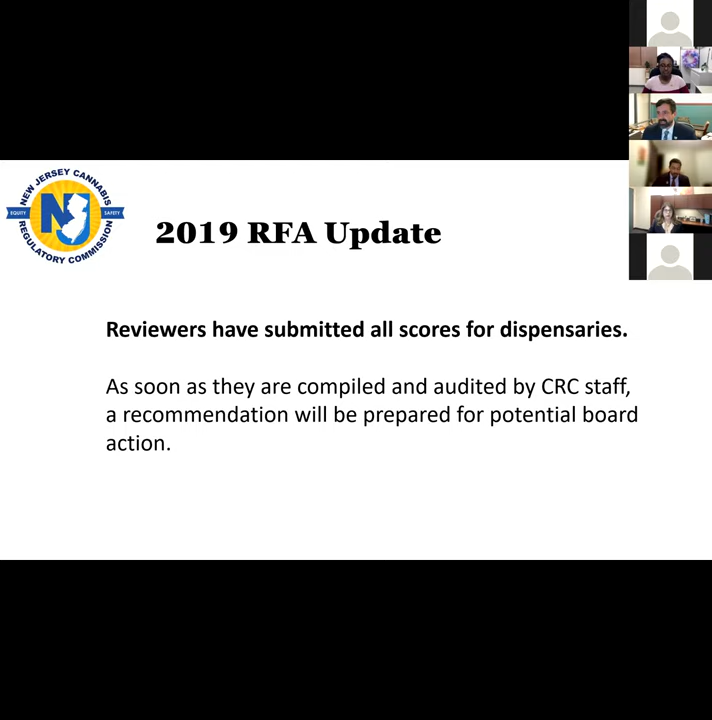 NEW JERSEY CANNABIS
EQUITY
NJ
SAFETY
REGULATORY COMMISSION
2019 RFA Update
Reviewers have submitted all scores for dispensaries.
As soon as they are compiled and audited by CRC staff,
a recommendation will be prepared for potential board
action.